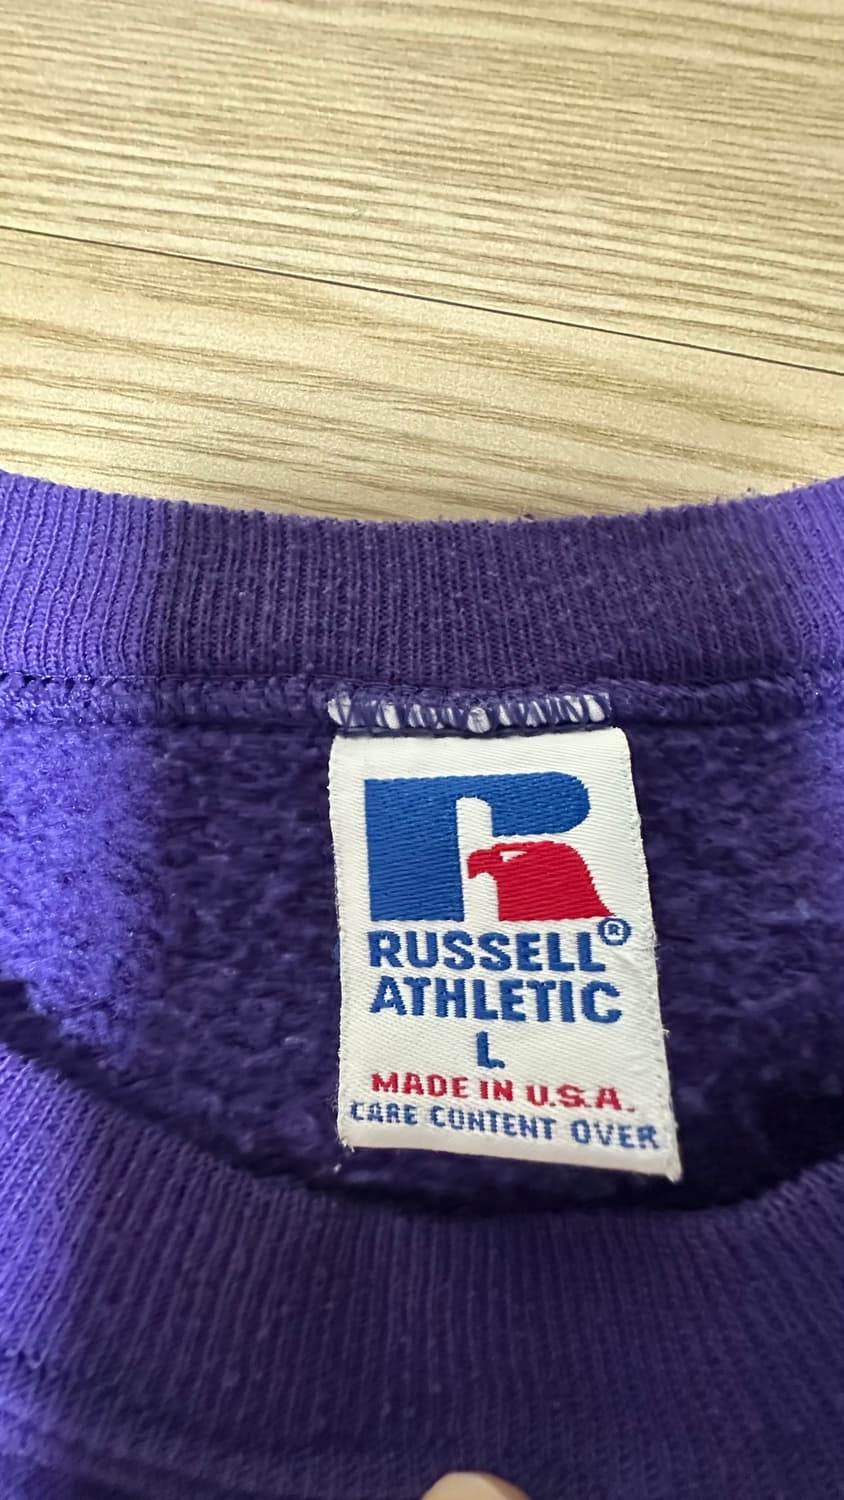 R
RUSSELL®
ATHLETIC
L
MADE IN U.S.A.
CARE CONTENT OVER